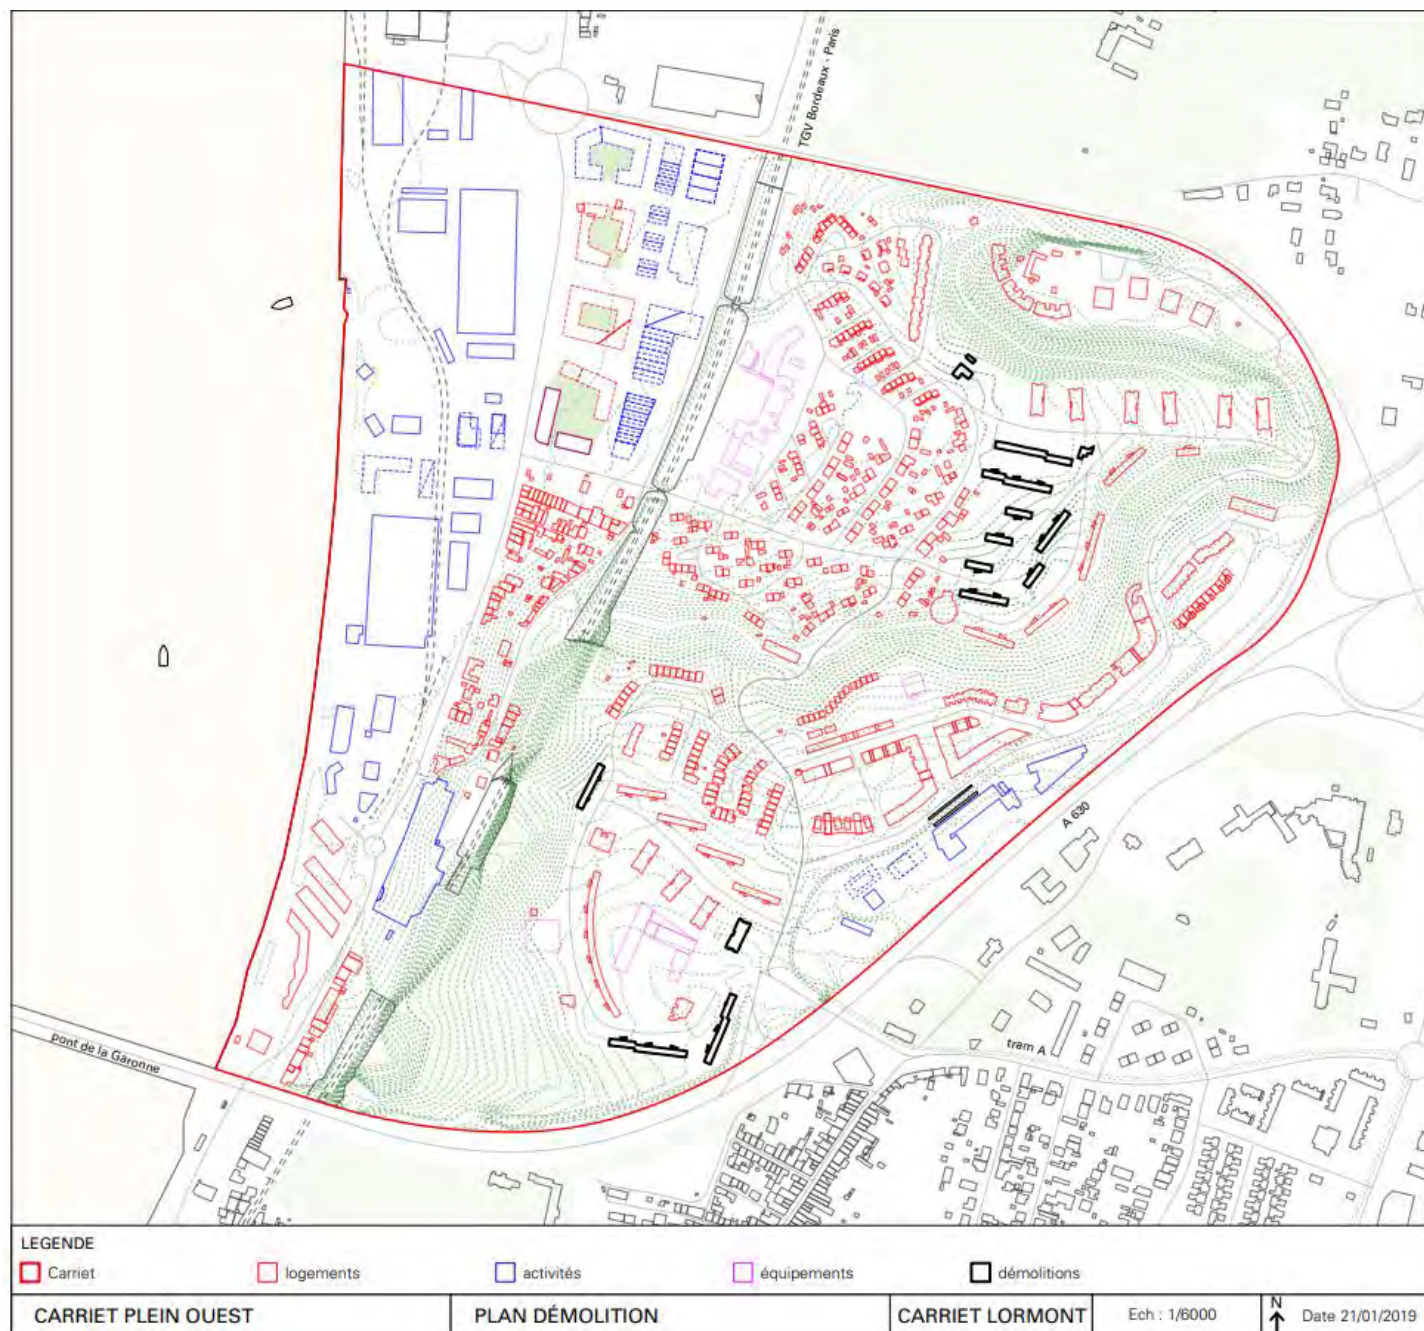 TGV Bordeaux - Paris
A 630
tram A
pont de la Garonne
LEGENDE
Carriet
logements
activités
équipements
démolitions
CARRIET PLEIN OUEST
PLAN DÉMOLITION
CARRIET LORMONT
Ech : 1/6000
N
Date 21/01/2019